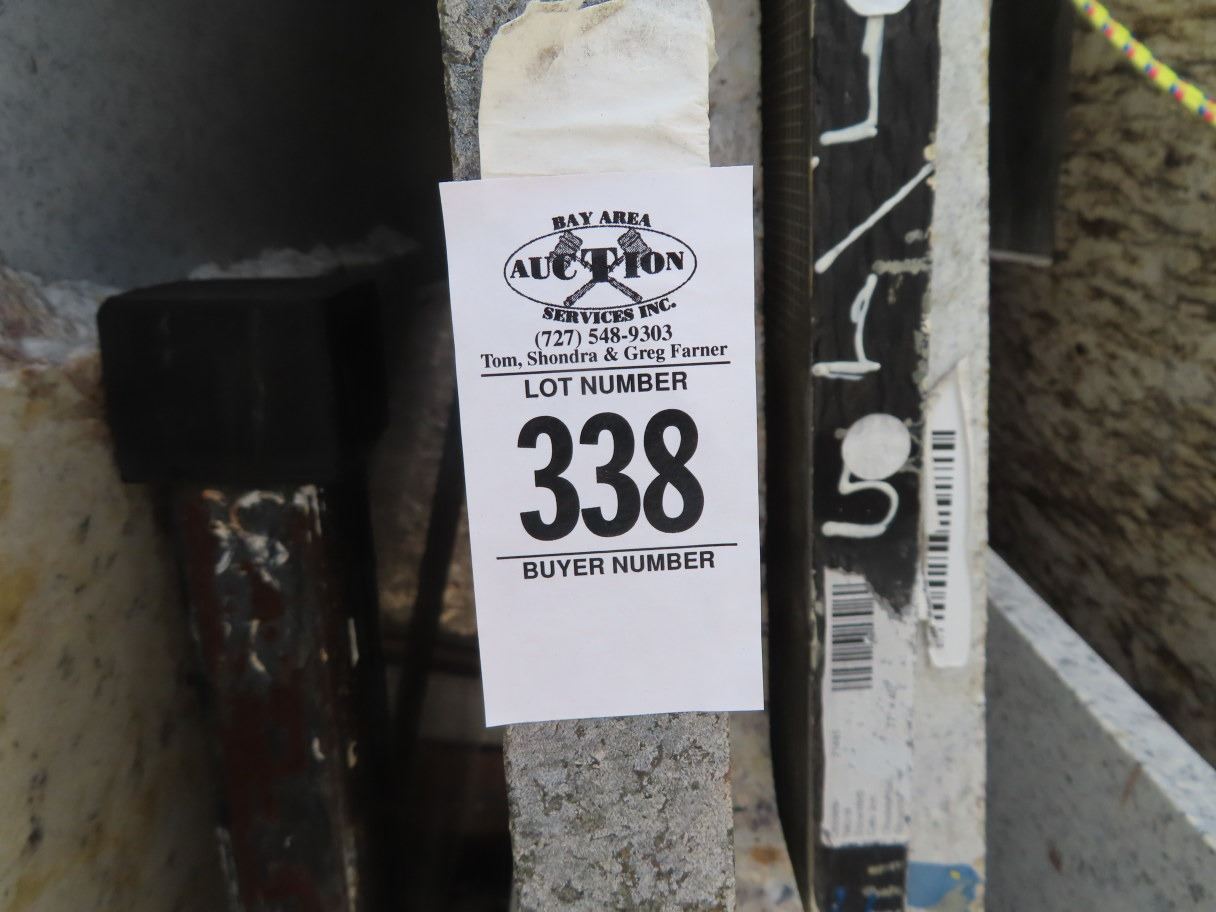 BAY AREA
AUCTION
SERVICES INC.
(727) 548-9303
Tom, Shondra & Greg Farner
LOT NUMBER
338
BUYER NUMBER